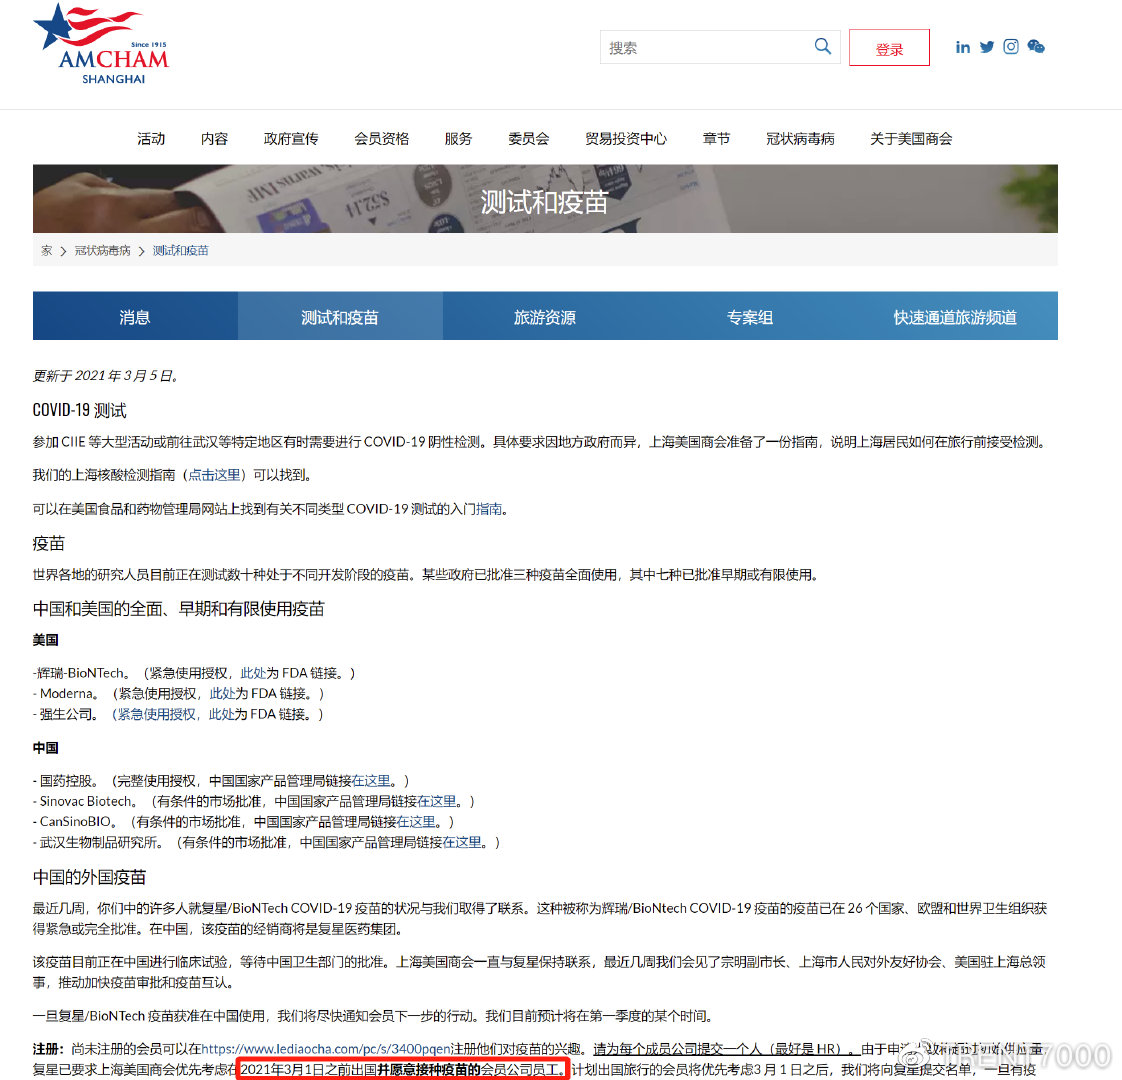 Since 1915
AMCHAM
SHANGHAI
搜索
登录
活动 内容 政府宣传 会员资格 服务 委员会 贸易投资中心 章节 冠状病毒病 关于美国商会
测试和疫苗
家 > 冠状病毒病 > 测试和疫苗
消息 测试和疫苗 旅游资源 专案组 快速通道旅游频道
更新于 2021 年 3 月 5 日。
COVID-19 测试
参加 CIIE 等大型活动或前往武汉等特定地区有时需要进行 COVID-19 阴性检测。具体要求因地方政府而异，上海美国商会准备了一份指南，说明上海居民如何在旅行前接受检测。
我们的上海核酸检测指南（点击这里）可以找到。
可以在美国食品和药物管理局网站上找到有关不同类型 COVID-19 测试的入门指南。
疫苗
世界各地的研究人员目前正在测试数十种处于不同开发阶段的疫苗。某些政府已批准三种疫苗全面使用，其中七种已批准早期或有限使用。
中国和美国的全面、早期和有限使用疫苗
美国
-辉瑞-BioNTech。（紧急使用授权，此处为 FDA 链接。）
- Moderna。（紧急使用授权，此处为 FDA 链接。）
- 强生公司。（紧急使用授权，此处为 FDA 链接。）
中国
- 国药控股。（完整使用授权，中国国家产品管理局链接在这里。）
- Sinovac Biotech。（有条件的市场批准，中国国家产品管理局链接在这里。）
- CanSinoBIO。（有条件的市场批准，中国国家产品管理局链接在这里。）
- 武汉生物制品研究所。（有条件的市场批准，中国国家产品管理局链接在这里。）
中国的外国疫苗
最近几周，你们中的许多人就复星/BioNTech COVID-19 疫苗的状况与我们取得了联系。这种被称为辉瑞/BioNtech COVID-19 疫苗的疫苗已在 26 个国家、欧盟和世界卫生组织获
得紧急或完全批准。在中国，该疫苗的经销商将是复星医药集团。
该疫苗目前正在中国进行临床试验，等待中国卫生部门的批准。上海美国商会一直与复星保持联系，最近几周我们会见了宗明副市长、上海市人民对外友好协会、美国驻上海总领
事，推动加快疫苗审批和疫苗互认。
一旦复星/BioNTech 疫苗获准在中国使用，我们将尽快通知会员下一步的行动。我们目前预计将在第一季度的某个时间。
注册：尚未注册的会员可以在https://www.lediaocha.com/pc/s/3400pqen注册他们对疫苗的兴趣。请为每个成员公司提交一个人（最好是 HR）。由于申
复星已要求上海美国商会优先考虑在2021年3月1日之前出国并愿意接种疫苗的会员公司员工。计划出国旅行的会员将优先考虑3 月 1 日之后，我们将向复星提交名单，一旦有疫
TRENT7000